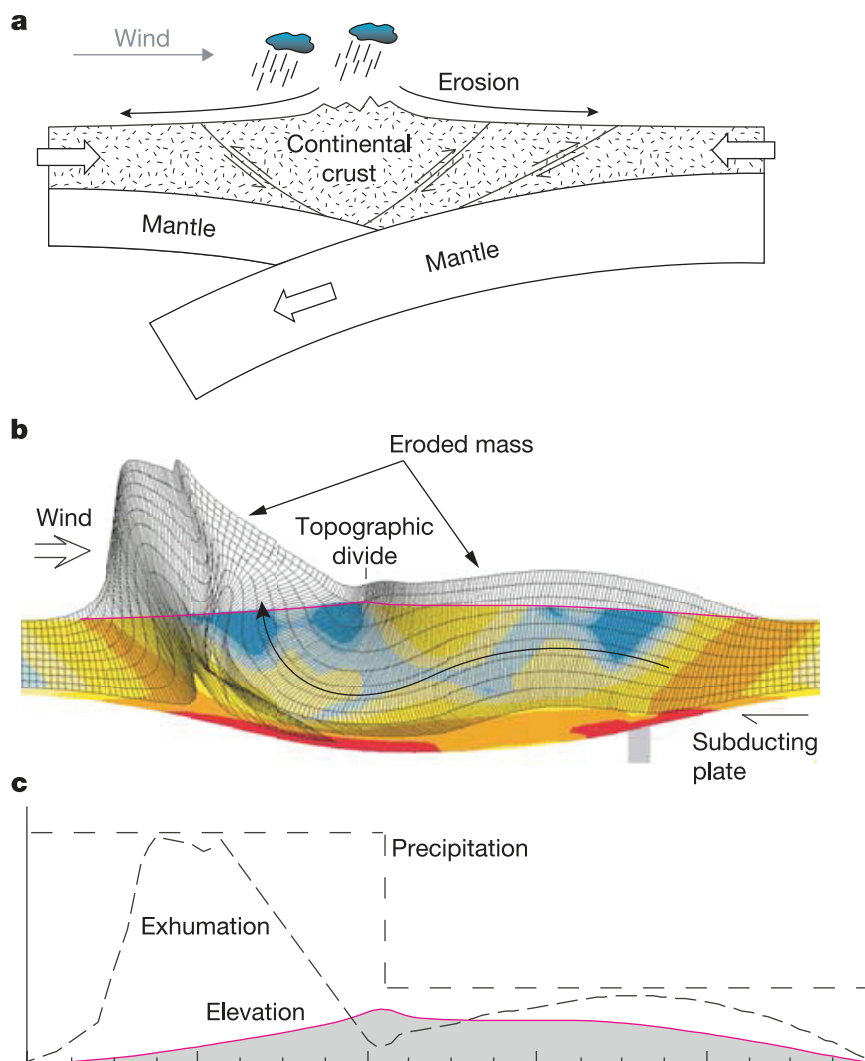 a
Wind
Erosion
Continental
crust
Mantle
Mantle
b
Eroded mass
Wind
Topographic
divide
Subducting
plate
c
Precipitation
Exhumation
Elevation